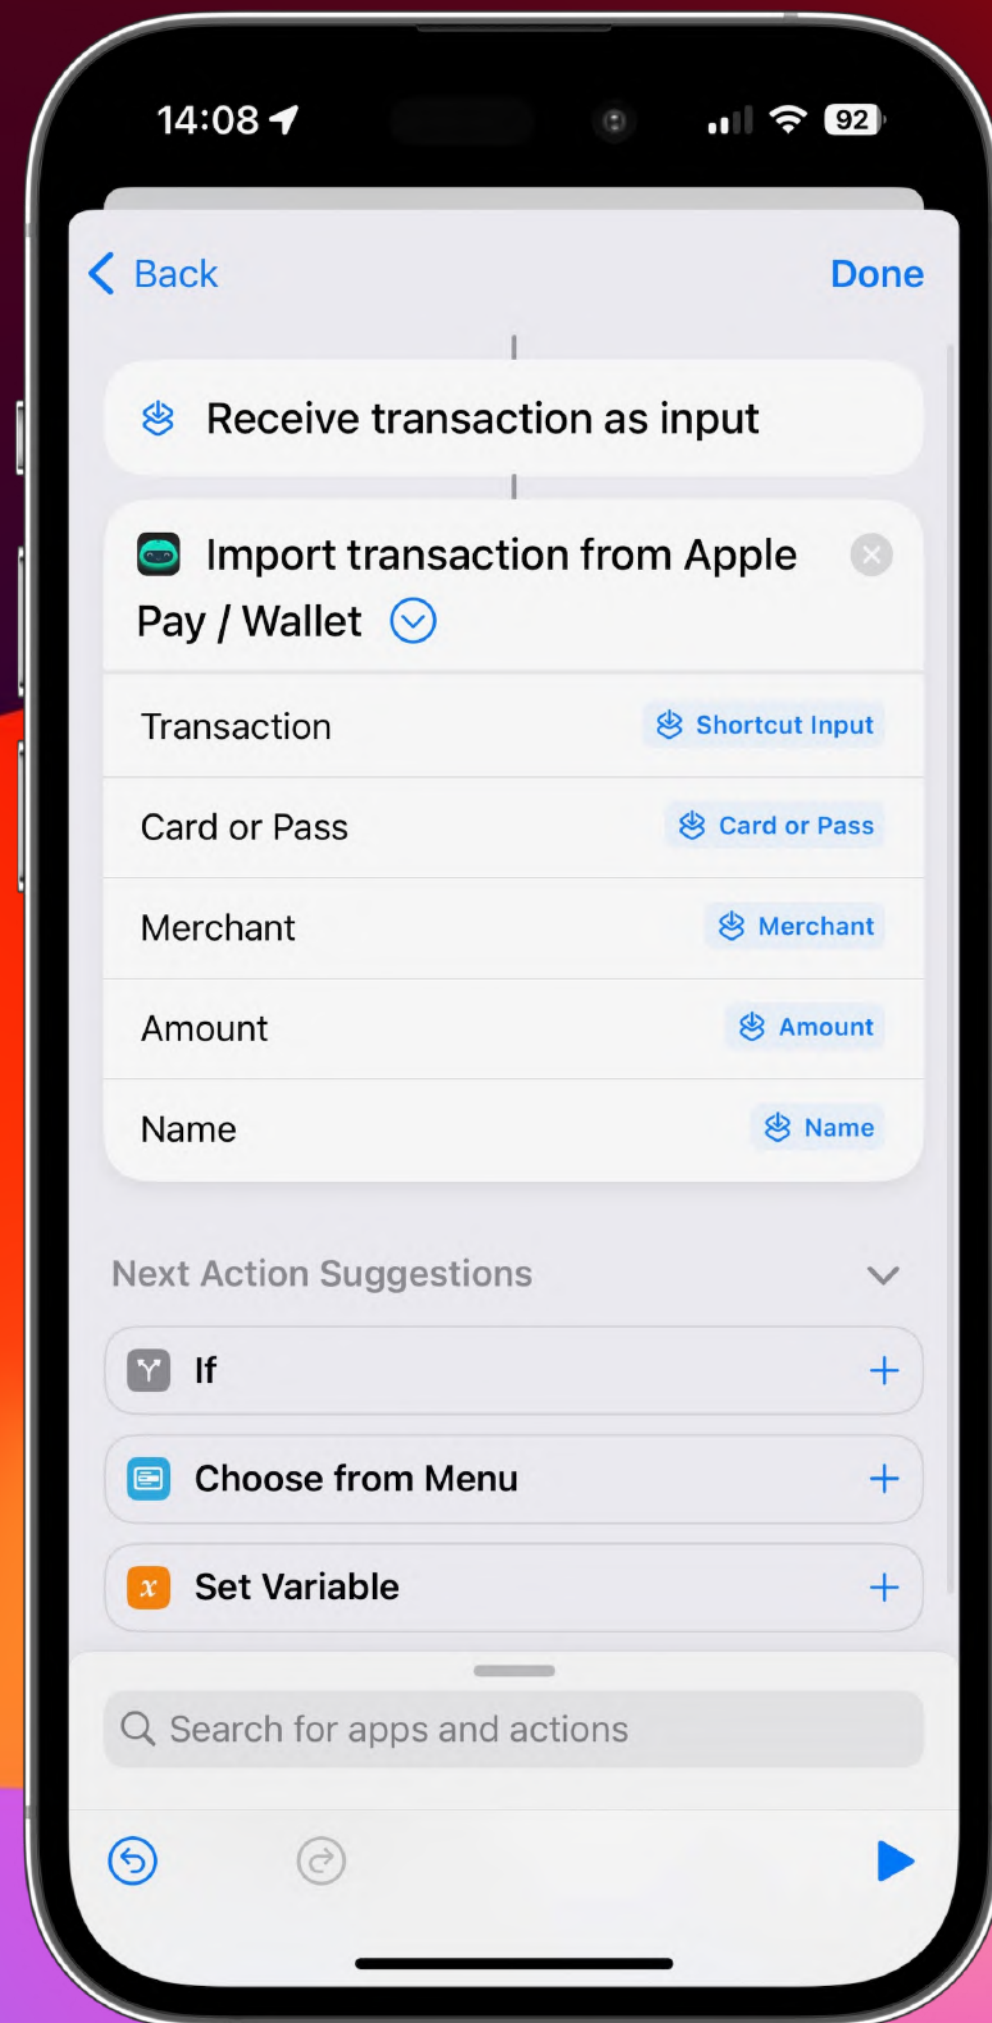 14:08
92
Back
Done
Receive transaction as input
Import transaction from Apple
Pay / Wallet
Transaction
Shortcut Input
Card or Pass
Card or Pass
Merchant
Merchant
Amount
Amount
Name
Name
Next Action Suggestions
If
Choose from Menu
x Set Variable
Search for apps and actions